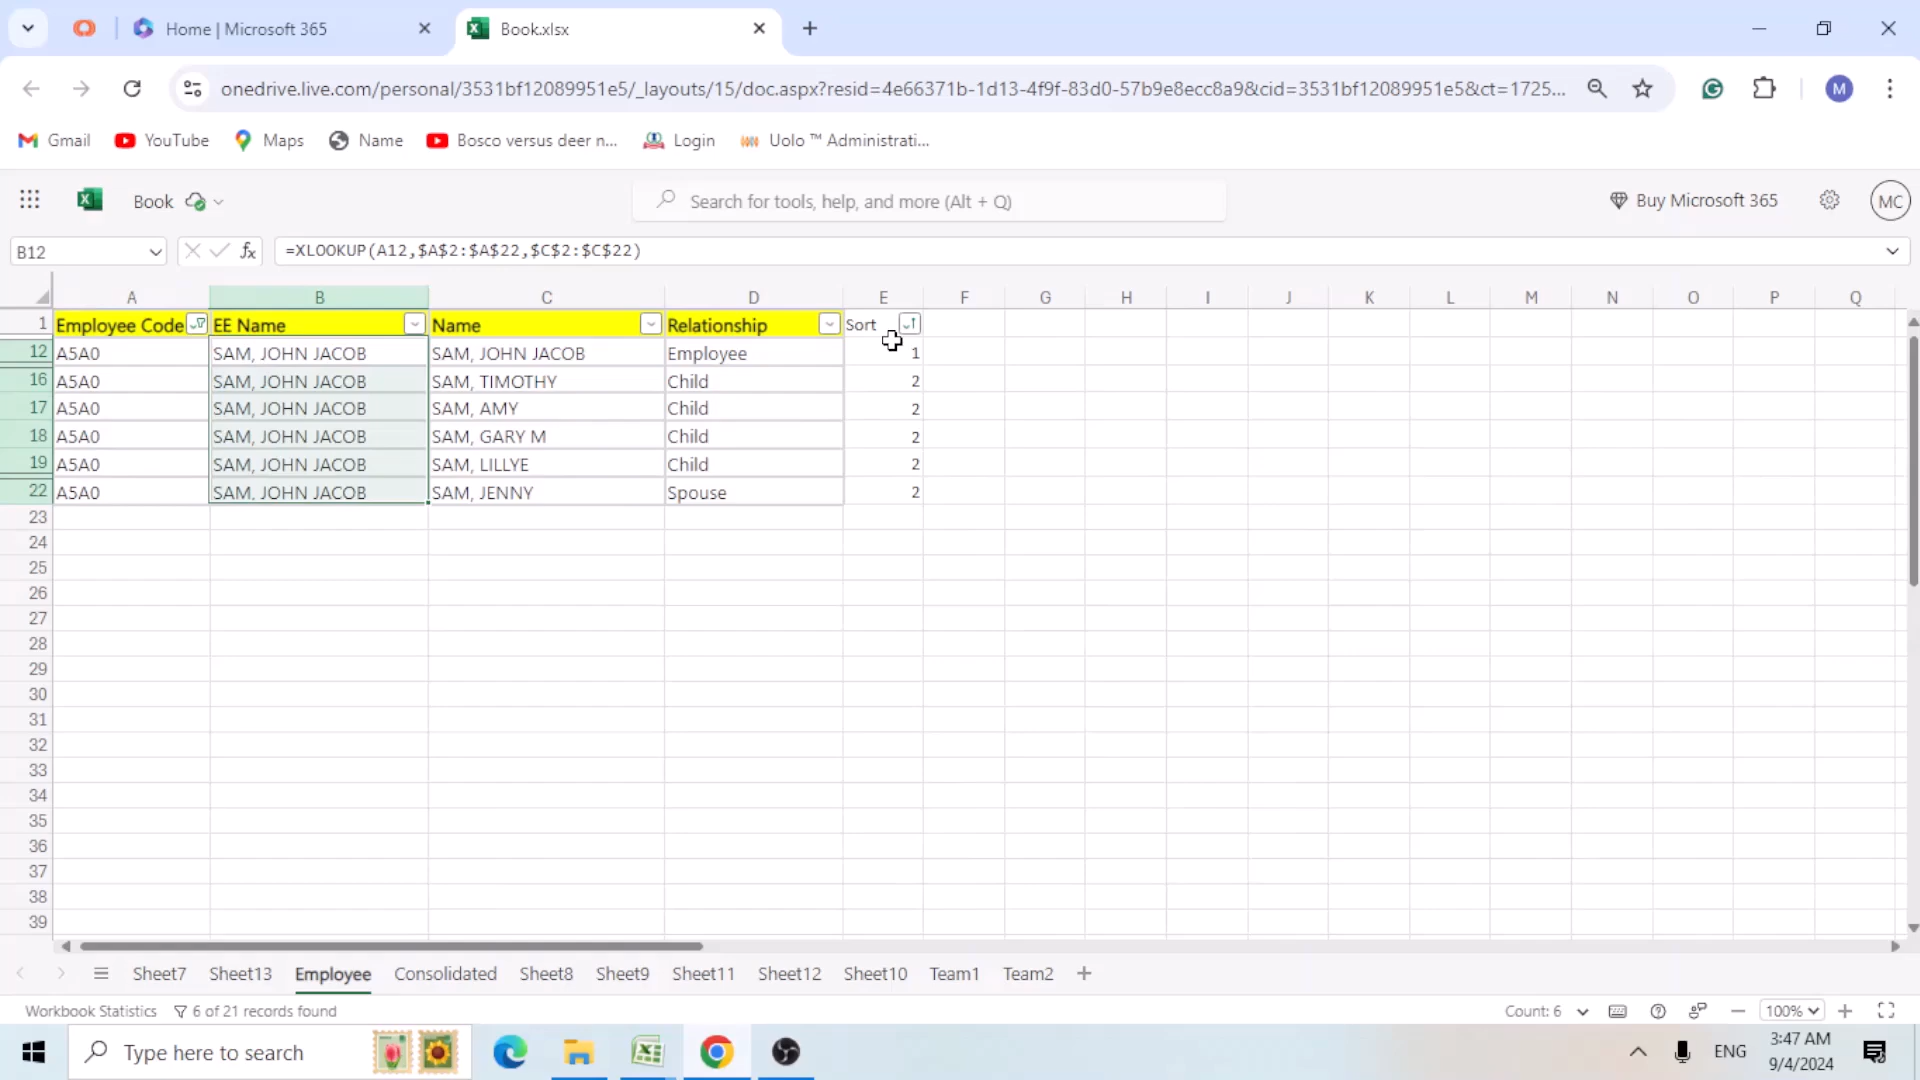 Home | Microsoft 365
Book.xlsx
onedrive.live.com/personal/3531bf12089951e5/_layouts/15/doc.aspx?resid=4e66371b-1d13-4f9f-83d0-57b9e8ecc8a9&cid=3531bf12089951e5&ct=1725...
M
Gmail YouTube Maps Name Bosco versus deer n... Login Uolo ™ Administrati...
Book Search for tools, help, and more (Alt + Q) Buy Microsoft 365 MC
B12 fx =XLOOKUP(A12,$A$2:$A$22,$C$2:$C$22)
A B C D E F G H I J K L M N O P Q
1 Employee Code EE Name Name Relationship Sort
12 A5A0 SAM, JOHN JACOB SAM, JOHN JACOB Employee 1
16 A5A0 SAM, JOHN JACOB SAM, TIMOTHY Child 2
17 A5A0 SAM, JOHN JACOB SAM, AMY Child 2
18 A5A0 SAM, JOHN JACOB SAM, GARY M Child 2
19 A5A0 SAM, JOHN JACOB SAM, LILLYE Child 2
22 A5A0 SAM, JOHN JACOB SAM, JENNY Spouse 2
23
24
25
26
27
28
29
30
31
32
33
34
35
36
37
38
39
Sheet7 Sheet13 Employee Consolidated Sheet8 Sheet9 Sheet11 Sheet12 Sheet10 Team1 Team2
Workbook Statistics 6 of 21 records found Count: 6 100%
Type here to search ENG 3:47 AM
9/4/2024